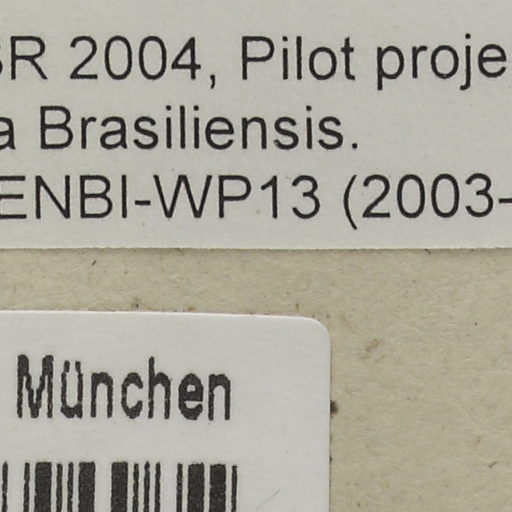 SR 2004, Pilot proje
a Brasiliensis.
ENBI-WP13 (2003-
München